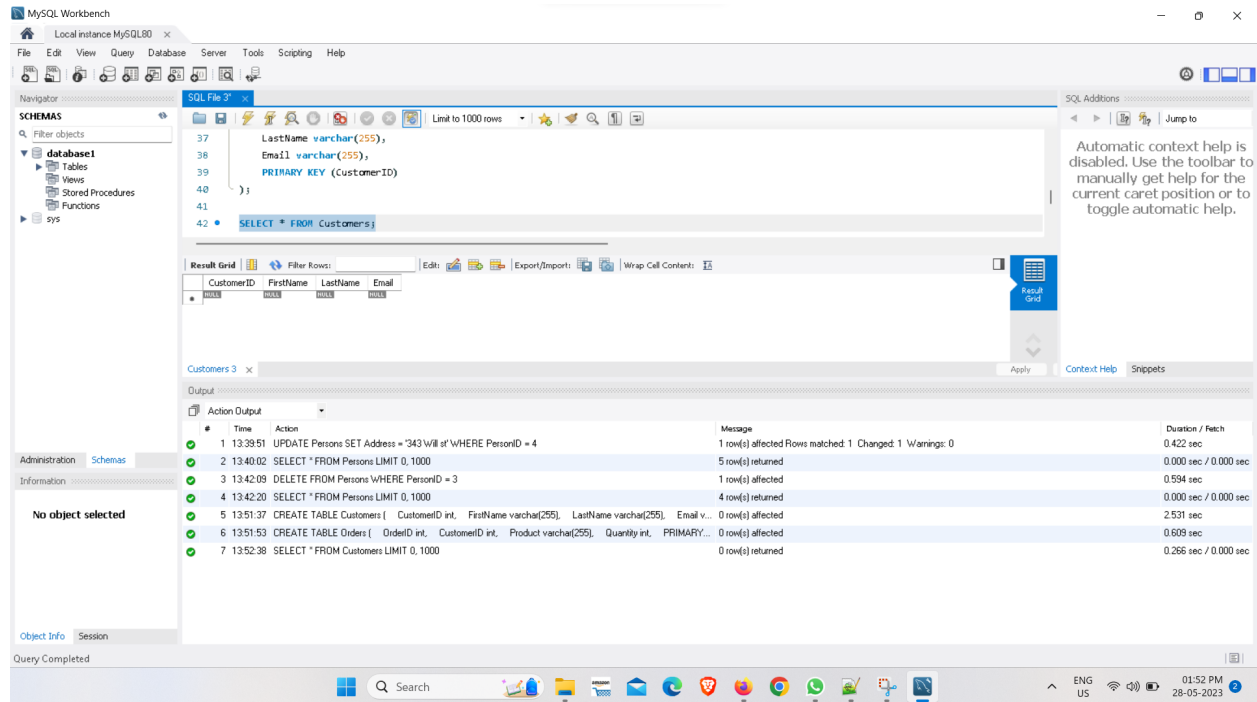 MySQL Workbench
Local instance MySQL80 ×
File Edit View Query Database Server Tools Scripting Help
Navigator
SCHEMAS
Filter objects
database1
Tables
Views
Stored Procedures
Functions
sys
Administration Schemas
Information
No object selected
Object Info Session
Query Completed
SQL File 3* ×
Limit to 1000 rows
37 LastName varchar(255),
38 Email varchar(255),
39 PRIMARY KEY (CustomerID)
40 );
41
42 SELECT * FROM Customers;
Result Grid Filter Rows: Edit: Export/Import: Wrap Cell Content:
CustomerID FirstName LastName Email
NULL NULL NULL NULL
Result
Grid
Customers 3 × Apply
Output
Action Output
# Time Action Message Duration / Fetch
1 13:39:51 UPDATE Persons SET Address = '343 Will st' WHERE PersonID = 4 1 row(s) affected Rows matched: 1 Changed: 1 Warnings: 0 0.422 sec
2 13:40:02 SELECT * FROM Persons LIMIT 0, 1000 5 row(s) returned 0.000 sec / 0.000 sec
3 13:42:09 DELETE FROM Persons WHERE PersonID = 3 1 row(s) affected 0.594 sec
4 13:42:20 SELECT * FROM Persons LIMIT 0, 1000 4 row(s) returned 0.000 sec / 0.000 sec
5 13:51:37 CREATE TABLE Customers ( CustomerID int, FirstName varchar(255), LastName varchar(255), Email v... 0 row(s) affected 2.531 sec
6 13:51:53 CREATE TABLE Orders ( OrderID int, CustomerID int, Product varchar(255), Quantity int, PRIMARY... 0 row(s) affected 0.609 sec
7 13:52:38 SELECT * FROM Customers LIMIT 0, 1000 0 row(s) returned 0.266 sec / 0.000 sec
SQL Additions
Jump to
Automatic context help is
disabled. Use the toolbar to
manually get help for the
current caret position or to
toggle automatic help.
Context Help Snippets
Search
ENG
US
01:52 PM
28-05-2023
2